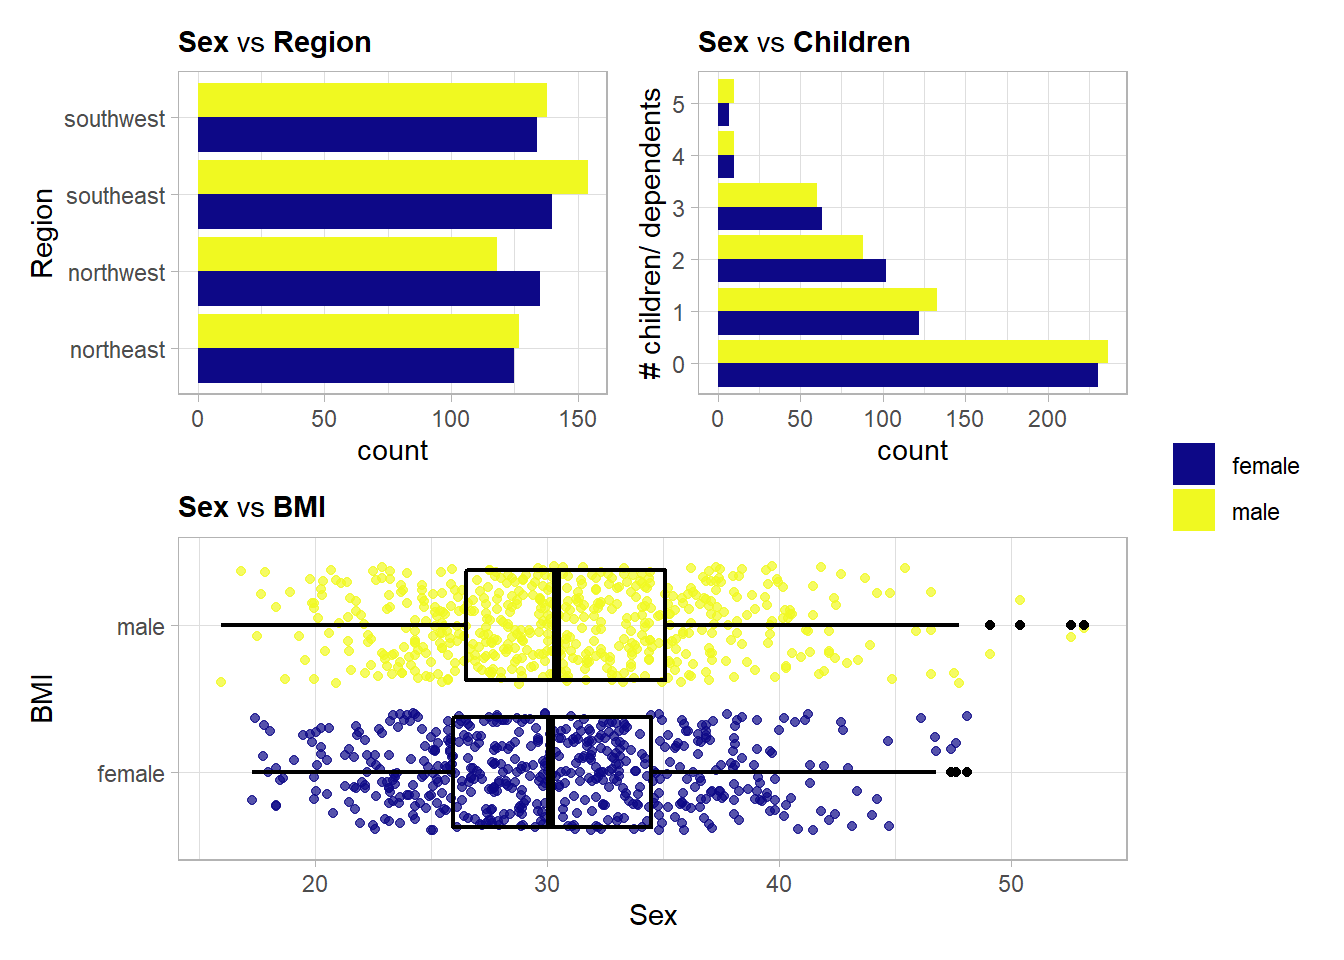 Sex vs Region
Region
southwest
southeast
northwest
northeast
0 50 100 150
count
Sex vs Children
# children/ dependents
5
4
3
2
1
0
0 50 100 150 200
count
female
male
Sex vs BMI
BMI
male
female
20 30 40 50
Sex